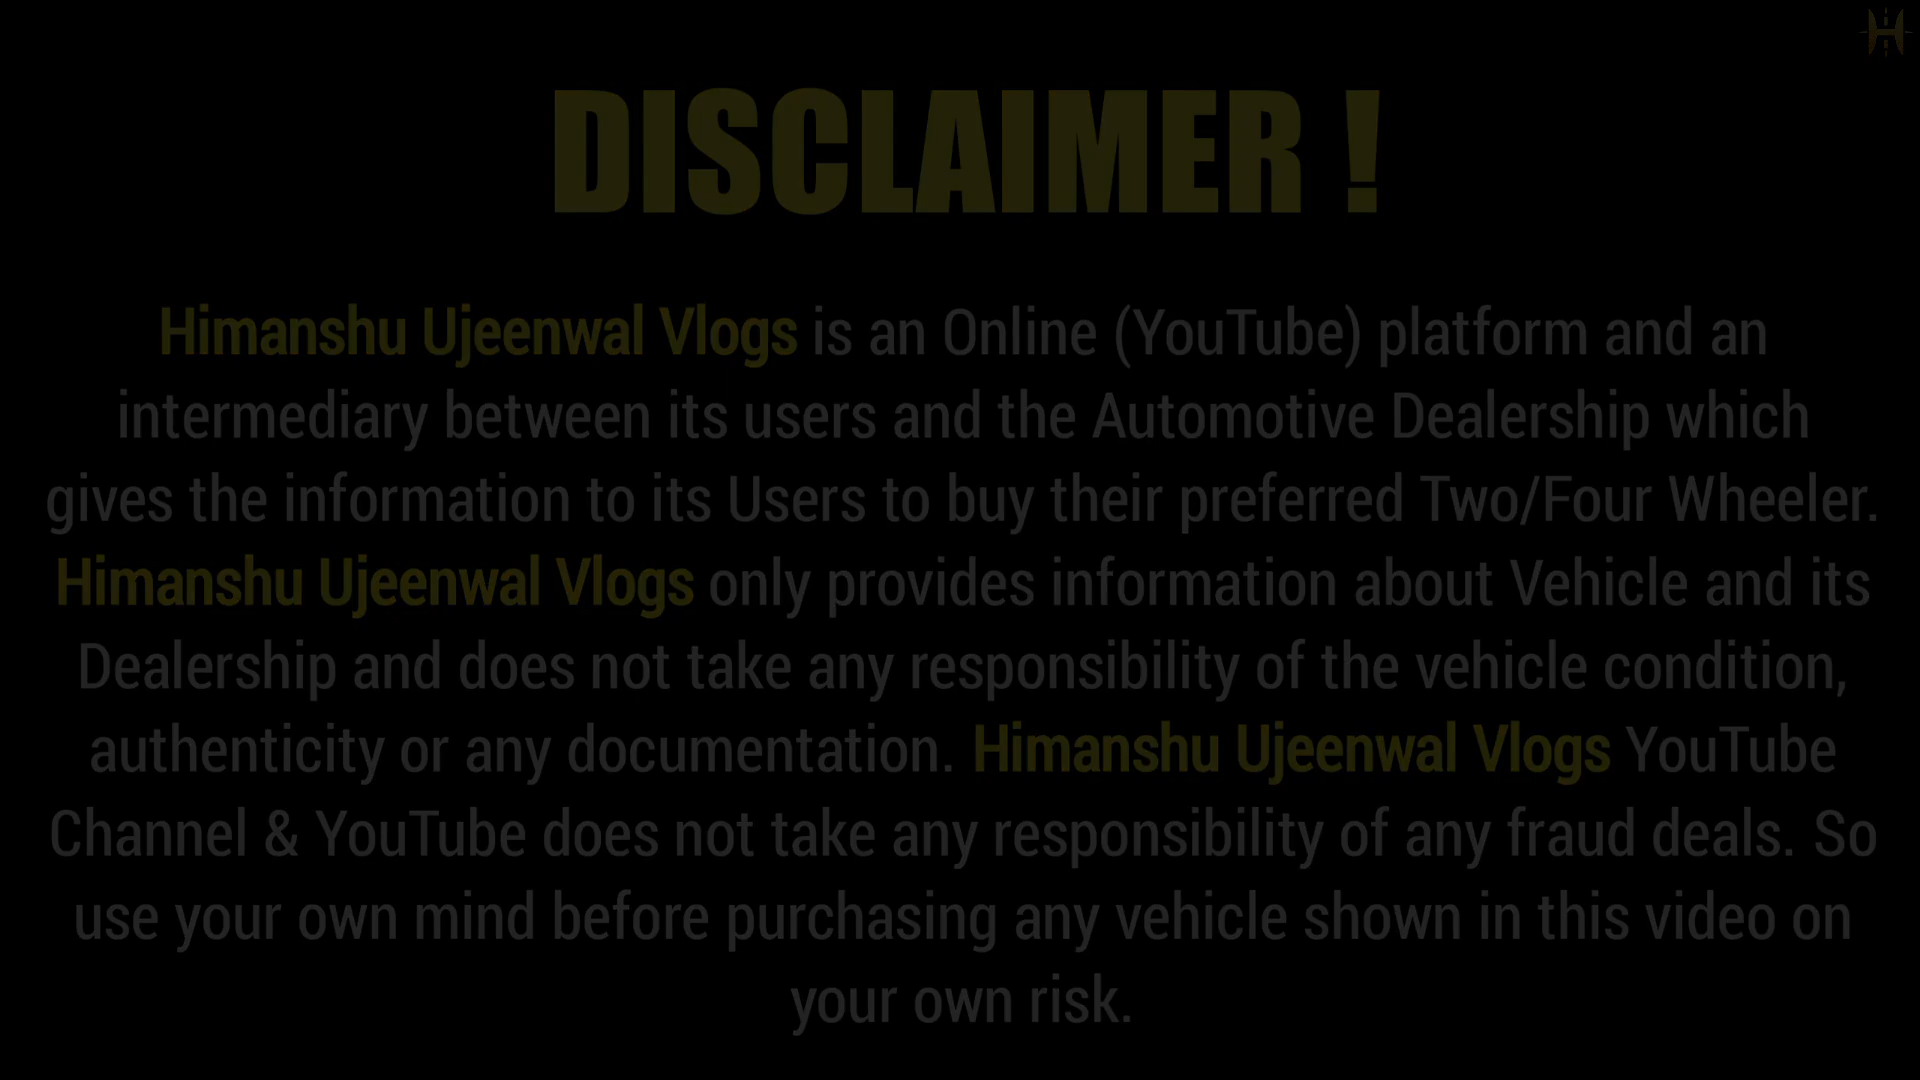 DISCLAIMER !
Himanshu Ujeenwal Vlogs is an Online (YouTube) platform and an
intermediary between its users and the Automotive Dealership which
gives the information to its Users to buy their preferred Two/Four Wheeler.
Himanshu Ujeenwal Vlogs only provides information about Vehicle and its
Dealership and does not take any responsibility of the vehicle condition,
authenticity or any documentation. Himanshu Ujeenwal Vlogs YouTube
Channel & YouTube does not take any responsibility of any fraud deals. So
use your own mind before purchasing any vehicle shown in this video on
your own risk.